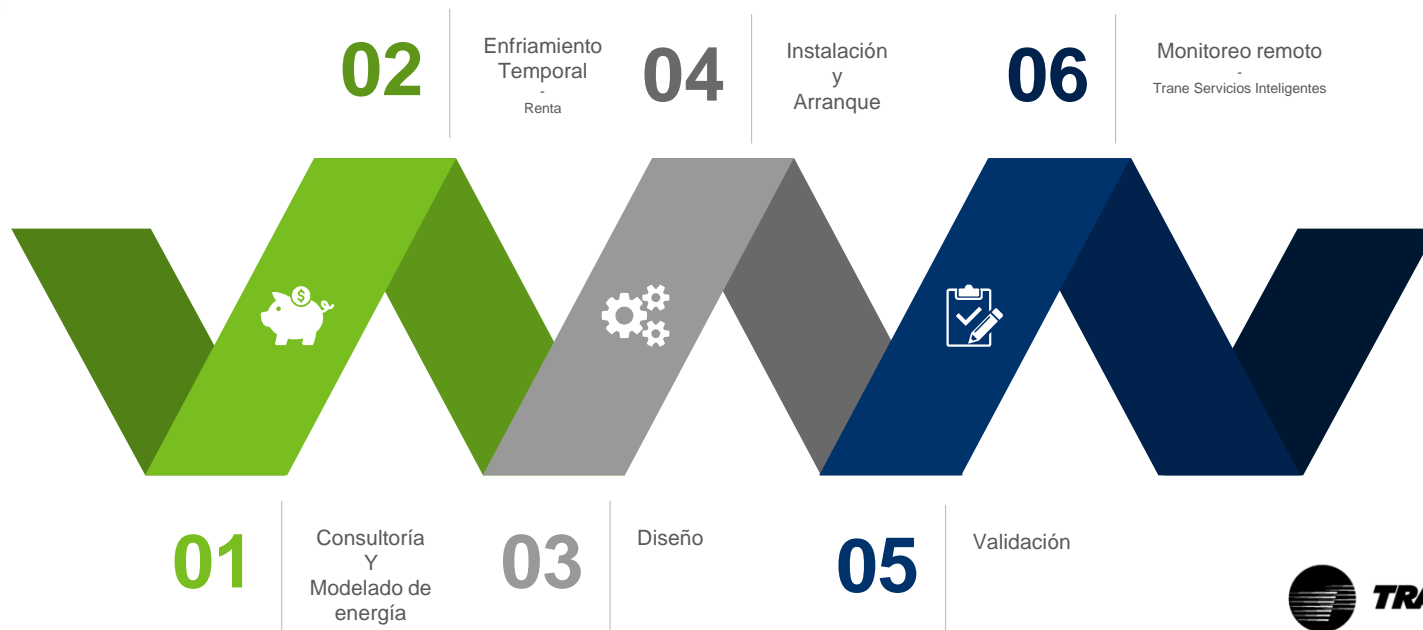 02
Enfriamiento
Temporal
-
Renta
04
Instalación
y
Arranque
06
Monitoreo remoto
-
Trane Servicios Inteligentes
$
01
Consultoría
Y
Modelado de
energía
03
Diseño
05
Validación